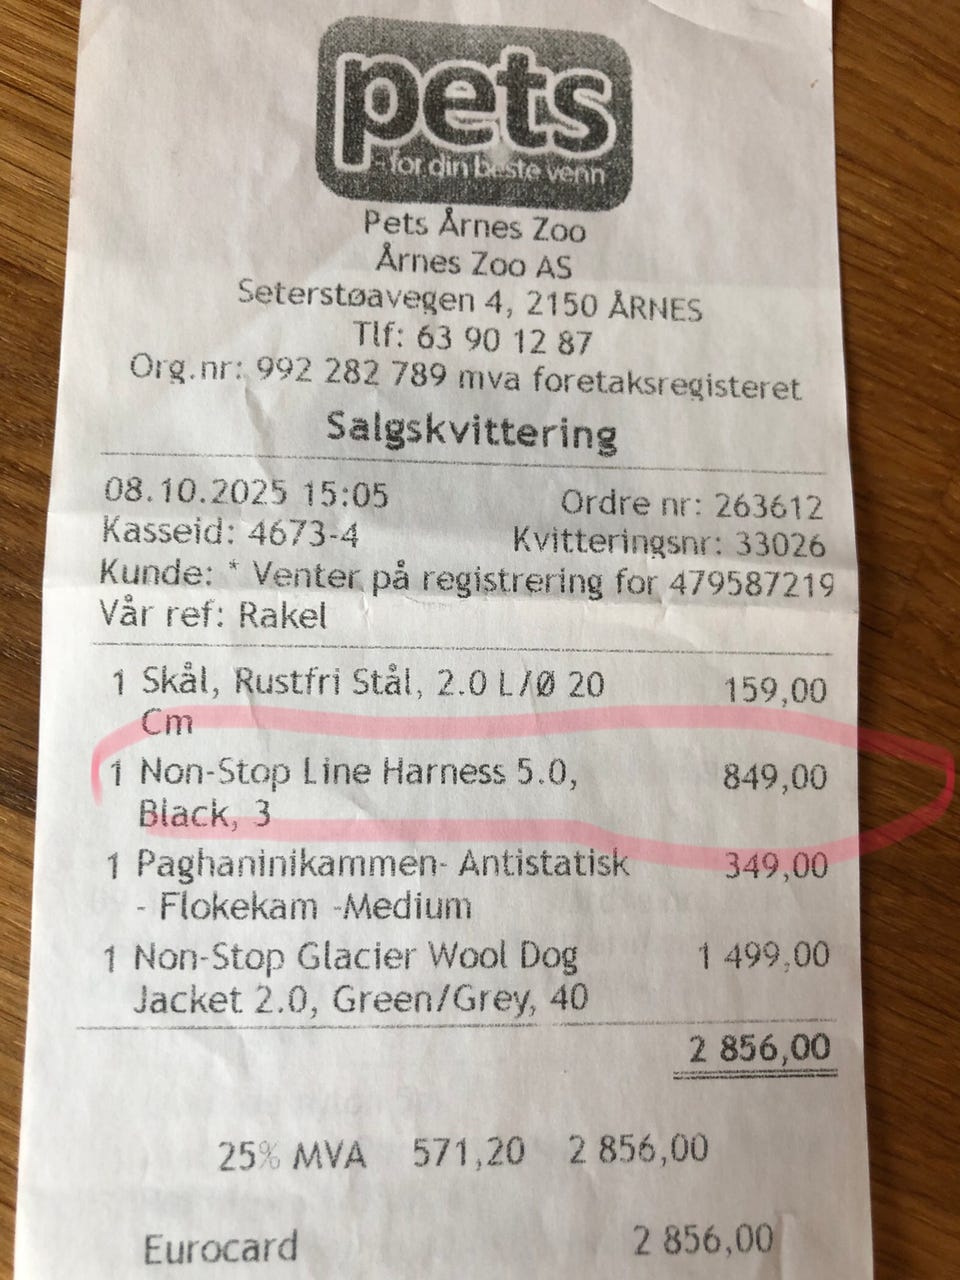 pets
- for din beste venn
Pets Årnes Zoo
Årnes Zoo AS
Seterstøavegen 4, 2150 ÅRNES
Tlf: 63 90 12 87
Org.nr: 992 282 789 mva foretaksregisteret
Salgskvittering
08.10.2025 15:05 Ordre nr: 263612
Kasseid: 4673-4 Kvitteringsnr: 33026
Kunde: * Venter på registrering for 479587219
Vår ref: Rakel
1 Skål, Rustfri Stål, 2.0 L/Ø 20 159,00
Cm
1 Non-Stop Line Harness 5.0, 849,00
Black, 3
1 Paghaninikammen- Antistatisk 349,00
- Flokekam -Medium
1 Non-Stop Glacier Wool Dog 1 499,00
Jacket 2.0, Green/Grey, 40
2 856,00
25% MVA 571,20 2 856,00
Eurocard 2 856,00